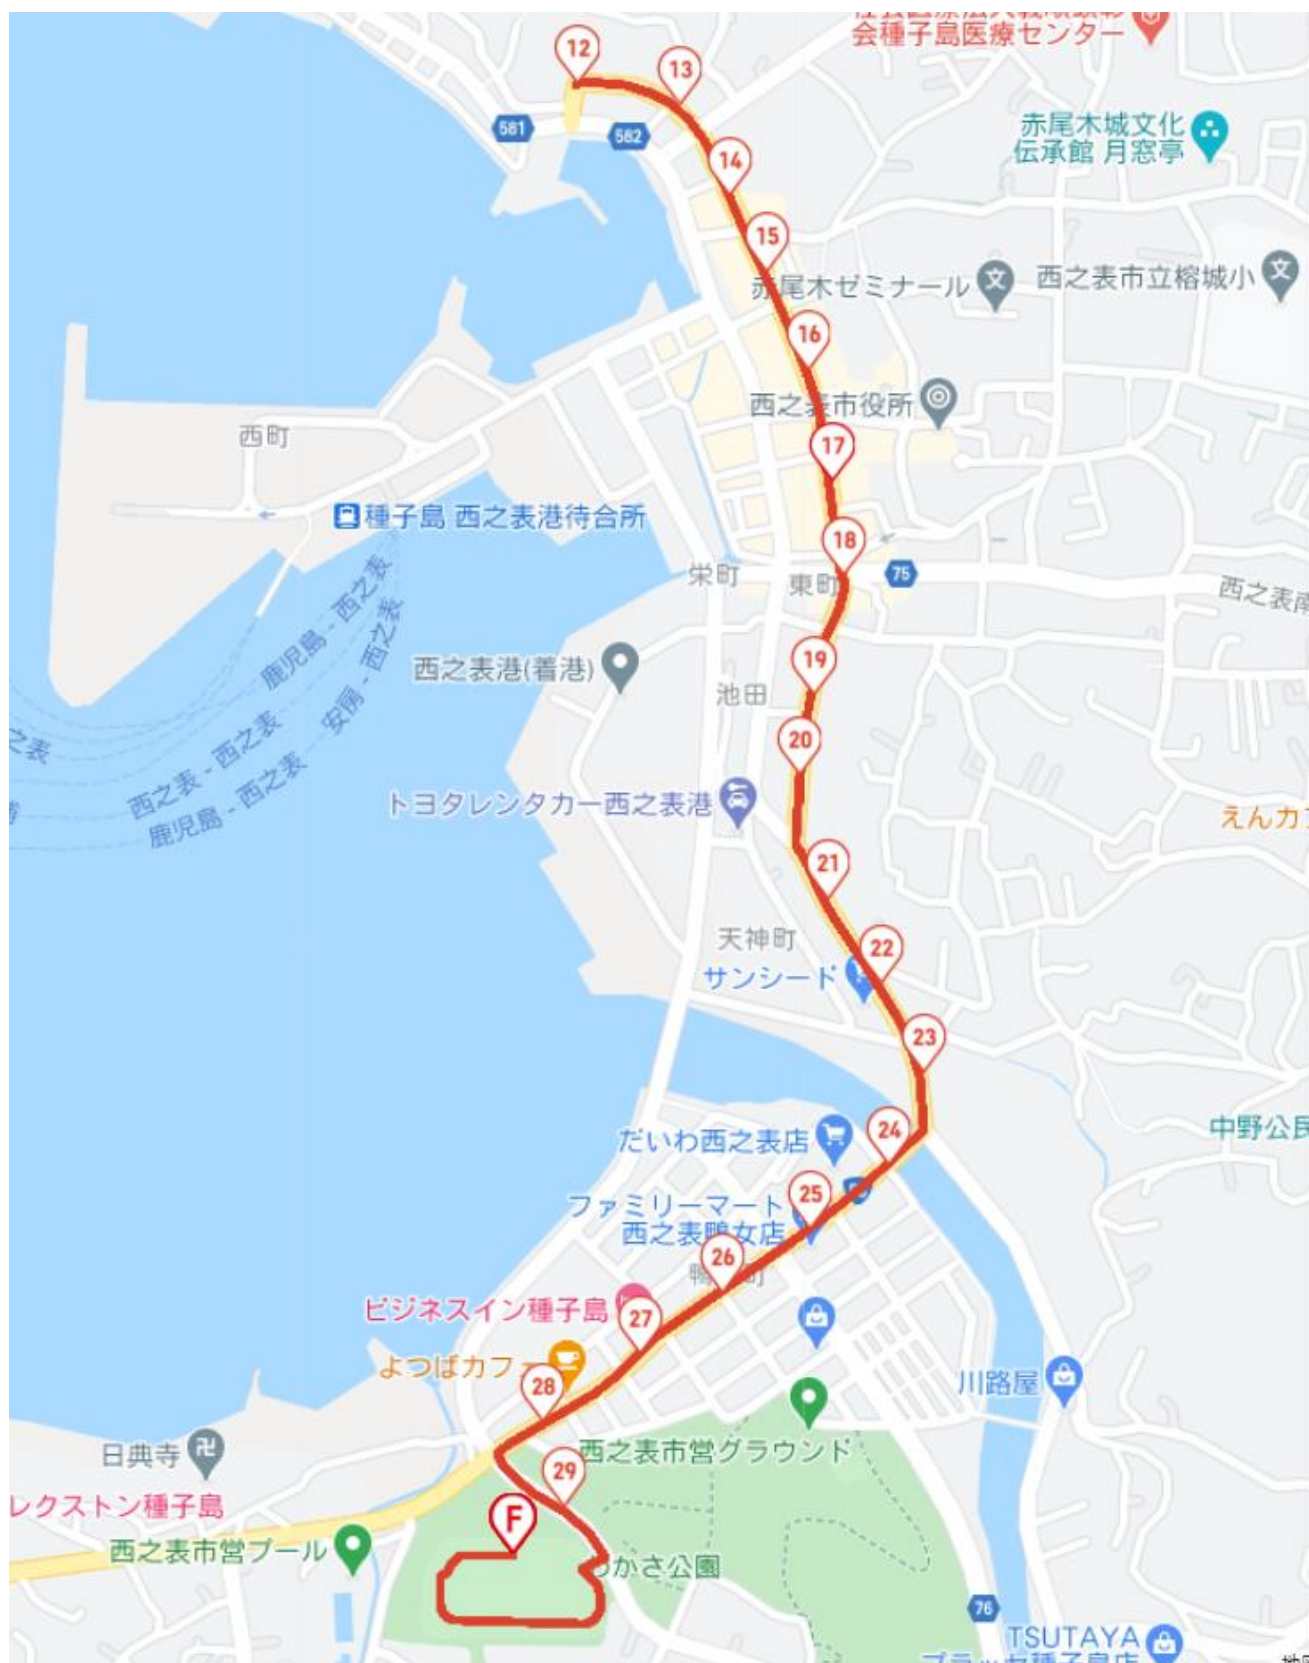 会種子島医療センター
12
13
581
582
赤尾木城文化
伝承館 月窓亭
14
15
赤尾木ゼミナール
西之表市立榕城小
16
西之表市役所
西町
17
種子島 西之表港待合所
18
栄町
東町
75
西之表南
鹿児島 - 西之表
西之表 - 西之表
安房 - 西之表
鹿児島 - 西之表
之表
19
西之表港(着港)
池田
20
トヨタレンタカー西之表港
えんカフ
21
天神町
22
サンシード
23
中野公民
24
だいわ西之表店
25
ファミリーマート
西之表鴨女店
26
町
ビジネスイン種子島
27
よつばカフ
28
川路屋
西之表市営グラウンド
日典寺
29
レクストン種子島
F
西之表市営プール
わかさ公園
76
TSUTAYA